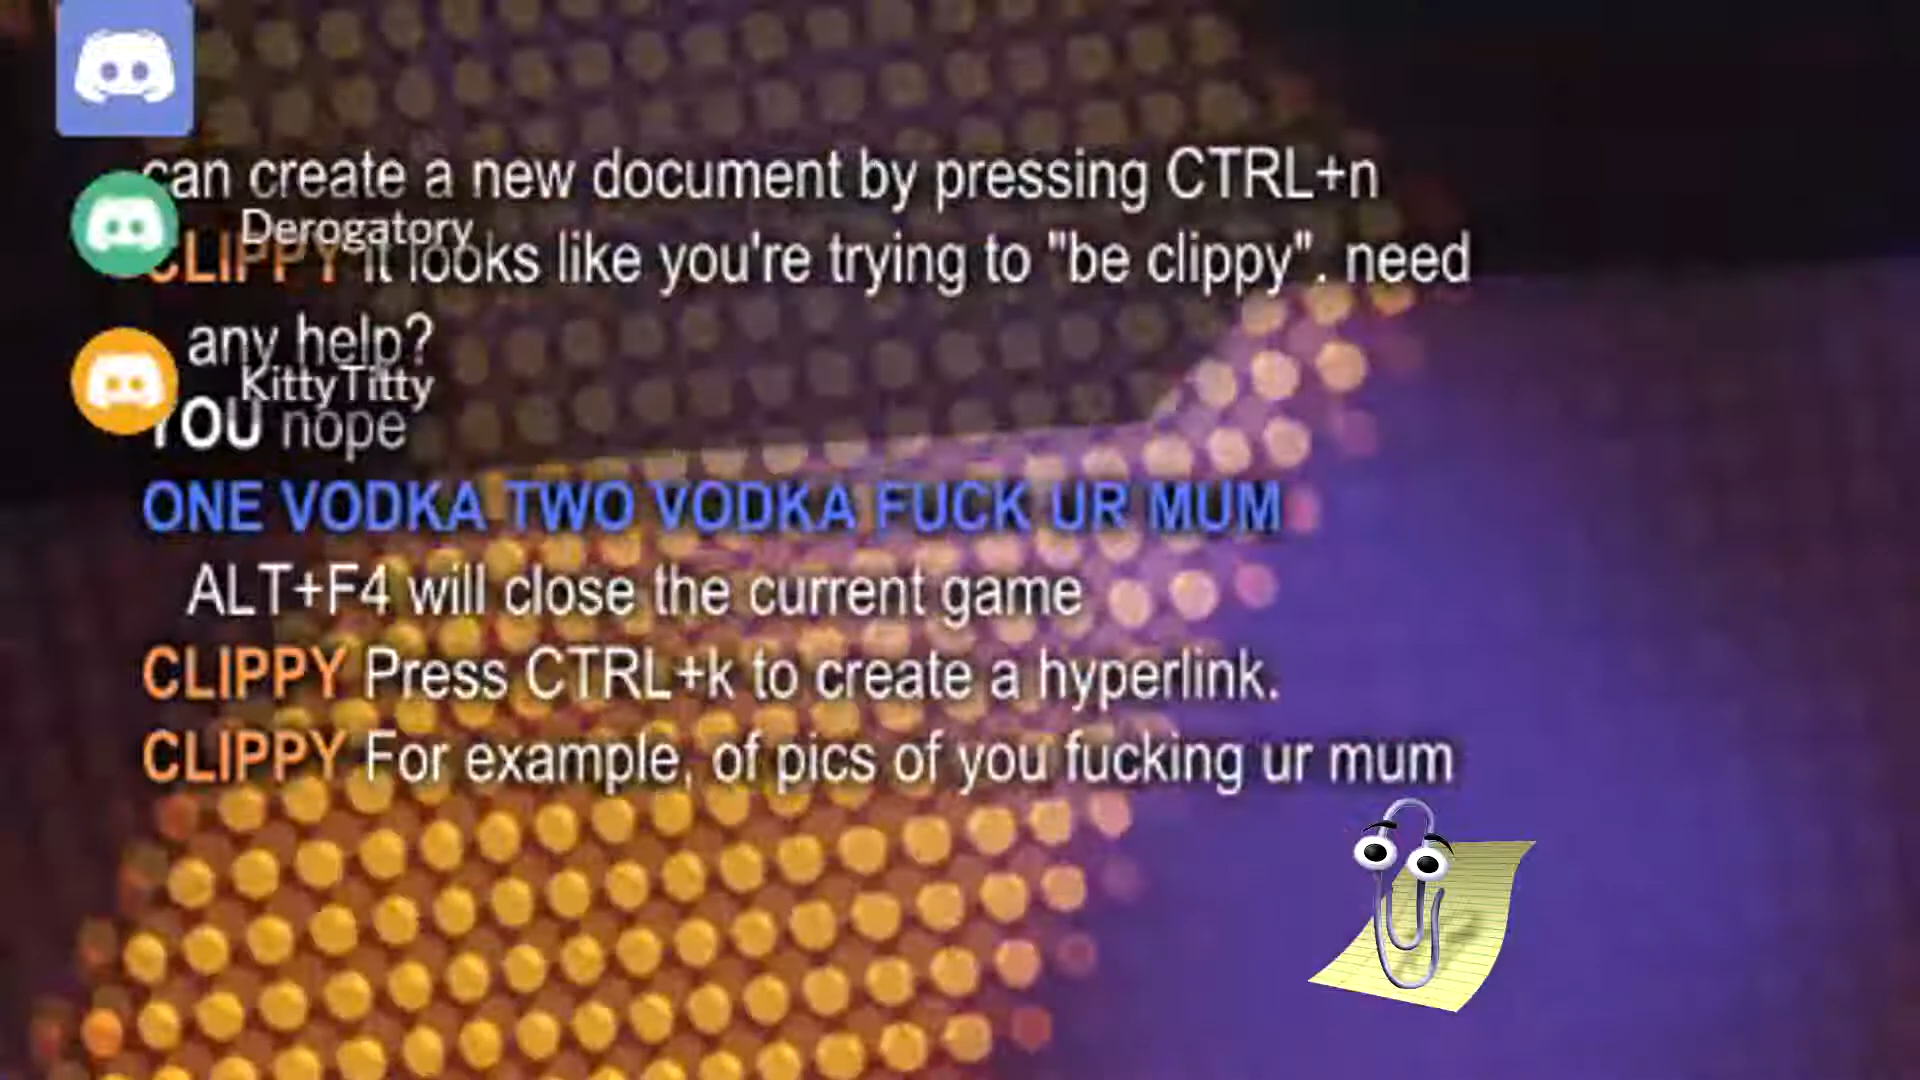 can create a new document by pressing CTRL+n
Derogatory
CLIPPY It looks like you're trying to "be clippy". need
any help?
KittyTitty
YOU nope
ONE VODKA TWO VODKA FUCK UR MUM
ALT+F4 will close the current game
CLIPPY Press CTRL+k to create a hyperlink.
CLIPPY For example, of pics of you fucking ur mum